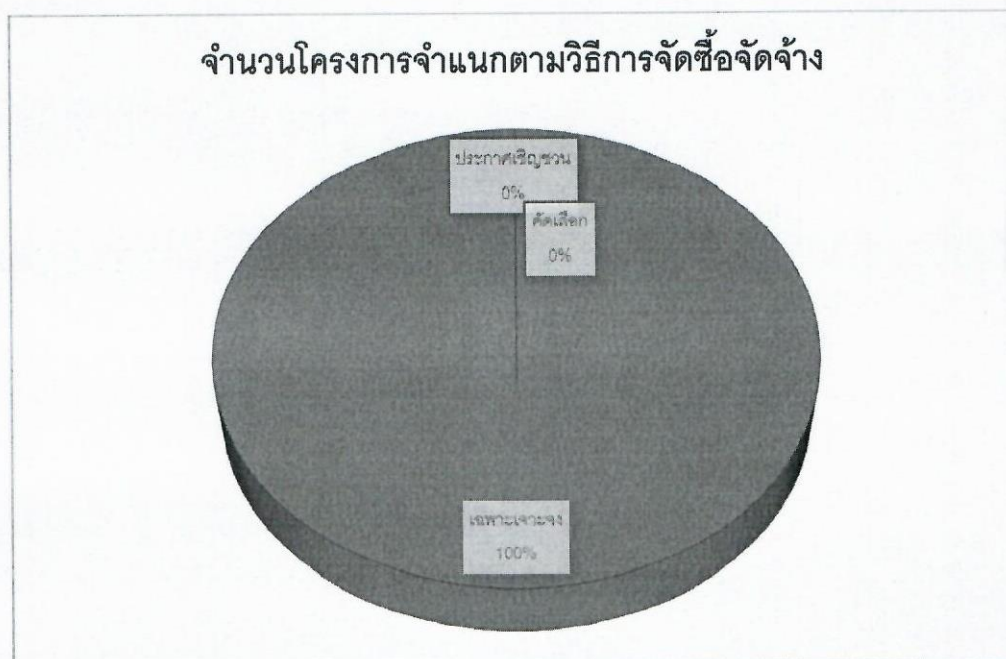 จำนวนโครงการจำแนกตามวิธีการจัดซื้อจัดจ้าง
ประกาศเชิญชวน
0%
คัดเลือก
0%
เฉพาะเจาะจง
100%